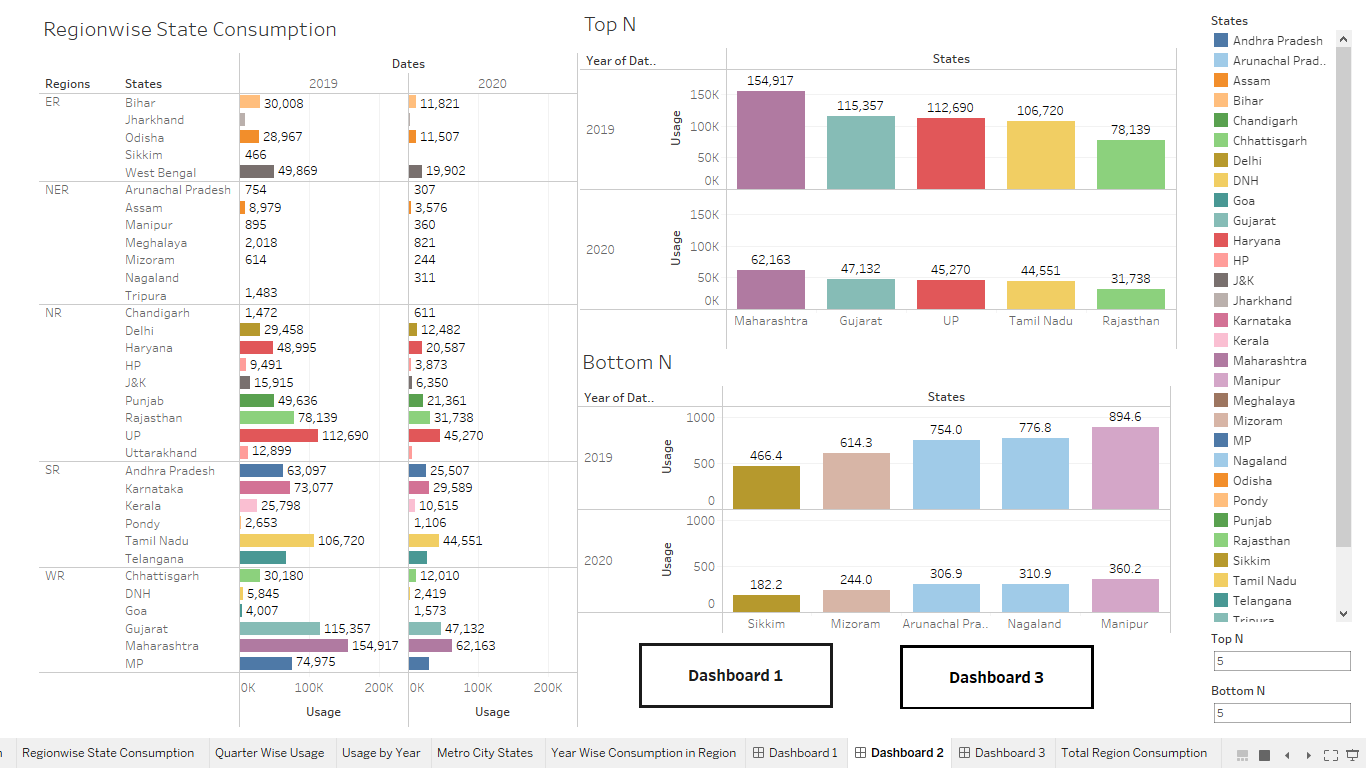 Regionwise State Consumption
Dates
Regions States 2019 2020
ER Bihar 30,008 11,821
Jharkhand
Odisha 28,967 11,507
Sikkim 466
West Bengal 49,869 19,902
NER Arunachal Pradesh 754 307
Assam 8,979 3,576
Manipur 895 360
Meghalaya 2,018 821
Mizoram 614 244
Nagaland 311
Tripura 1,483
NR Chandigarh 1,472 611
Delhi 29,458 12,482
Haryana 48,995 20,587
HP 9,491 3,873
J&K 15,915 6,350
Punjab 49,636 21,361
Rajasthan 78,139 31,738
UP 112,690 45,270
Uttarakhand 12,899
SR Andhra Pradesh 63,097 25,507
Karnataka 73,077 29,589
Kerala 25,798 10,515
Pondy 2,653 1,106
Tamil Nadu 106,720 44,551
Telangana
WR Chhattisgarh 30,180 12,010
DNH 5,845 2,419
Goa 4,007 1,573
Gujarat 115,357 47,132
Maharashtra 154,917 62,163
MP 74,975
0K 100K 200K 0K 100K 200K
Usage Usage
Top N
Year of Dat.. States
2019
Usage
150K
100K
50K
0K
154,917 115,357 112,690 106,720 78,139
2020
Usage
150K
100K
50K
0K
62,163 47,132 45,270 44,551 31,738
Maharashtra Gujarat UP Tamil Nadu Rajasthan
Bottom N
Year of Dat.. States
2019
Usage
1000
500
0
466.4 614.3 754.0 776.8 894.6
2020
Usage
1000
500
0
182.2 244.0 306.9 310.9 360.2
Sikkim Mizoram Arunachal Pra.. Nagaland Manipur
Dashboard 1 Dashboard 3
States
Andhra Pradesh
Arunachal Prad..
Assam
Bihar
Chandigarh
Chhattisgarh
Delhi
DNH
Goa
Gujarat
Haryana
HP
J&K
Jharkhand
Karnataka
Kerala
Maharashtra
Manipur
Meghalaya
Mizoram
MP
Nagaland
Odisha
Pondy
Punjab
Rajasthan
Sikkim
Tamil Nadu
Telangana
Tripura
Top N
5
Bottom N
5
Regionwise State Consumption Quarter Wise Usage Usage by Year Metro City States Year Wise Consumption in Region Dashboard 1 Dashboard 2 Dashboard 3 Total Region Consumption